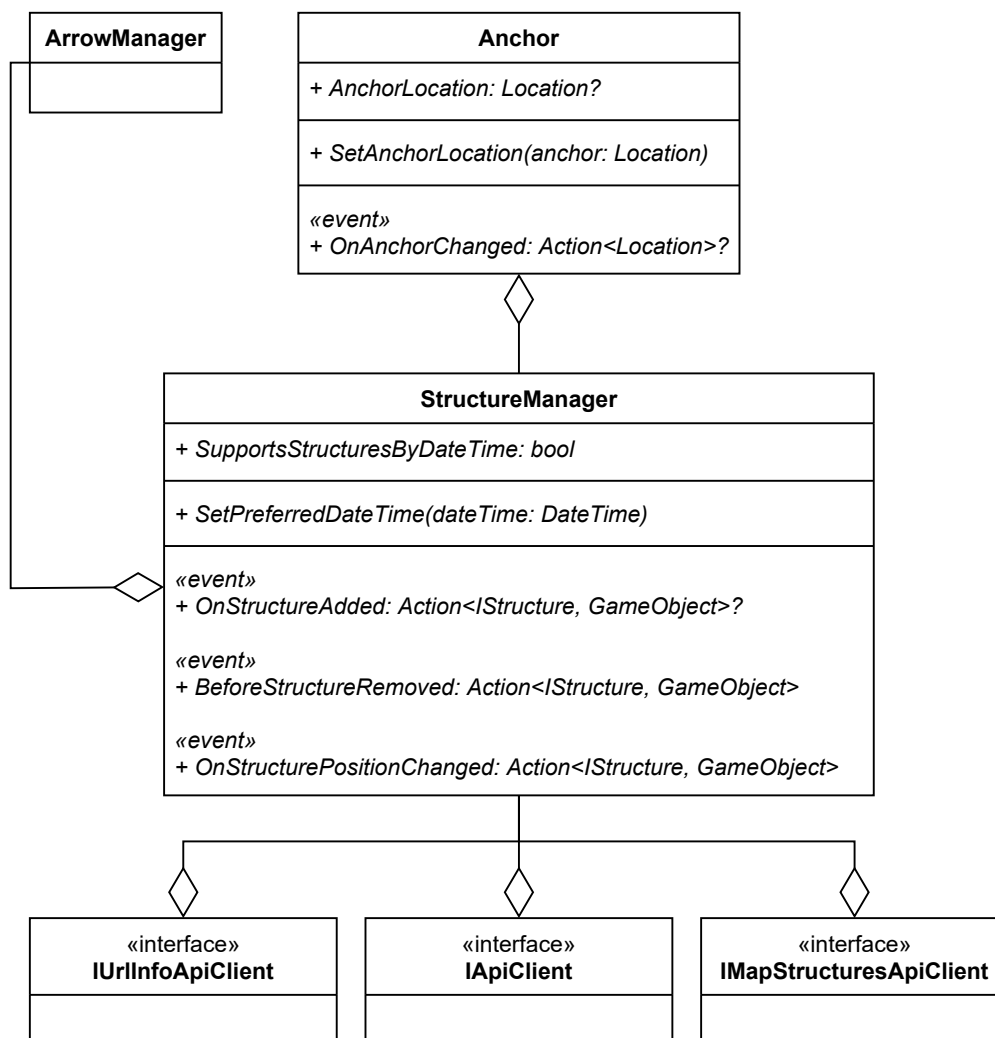 ArrowManager
Anchor
+ AnchorLocation: Location?
+ SetAnchorLocation(anchor: Location)
«event»
+ OnAnchorChanged: Action<Location>?
StructureManager
+ SupportsStructuresByDateTime: bool
+ SetPreferredDateTime(dateTime: DateTime)
«event»
+ OnStructureAdded: Action<IStructure, GameObject>?
«event»
+ BeforeStructureRemoved: Action<IStructure, GameObject>
«event»
+ OnStructurePositionChanged: Action<IStructure, GameObject>
«interface»
IUrlInfoApiClient
«interface»
IApiClient
«interface»
IMapStructuresApiClient